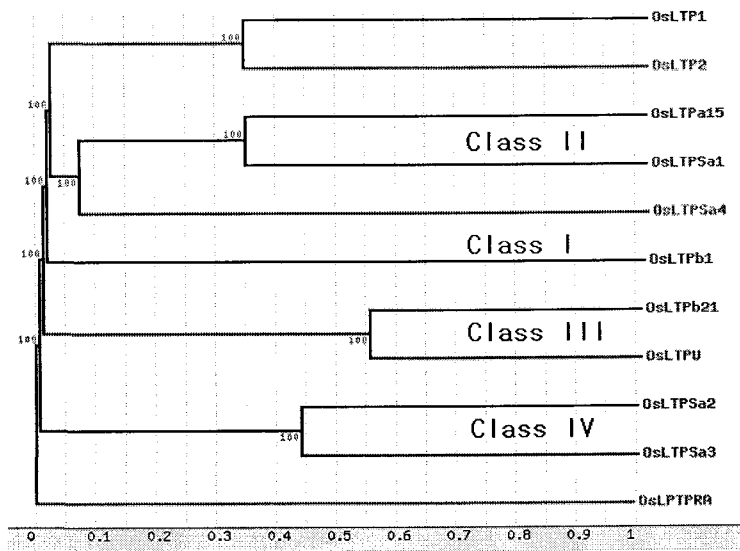 OsLTP1
100
OsLTP2
100
OsLTPa15
100
Class II
OsLTPSa1
100
100
OsLTPSa4
100
Class I
OsLTPb1
OsLTPb21
100
100
Class III
OsLTPU
OsLTPSa2
100
Class IV
OsLTPSa3
OsLPTPRA
0 0.1 0.2 0.3 0.4 0.5 0.6 0.7 0.8 0.9 1